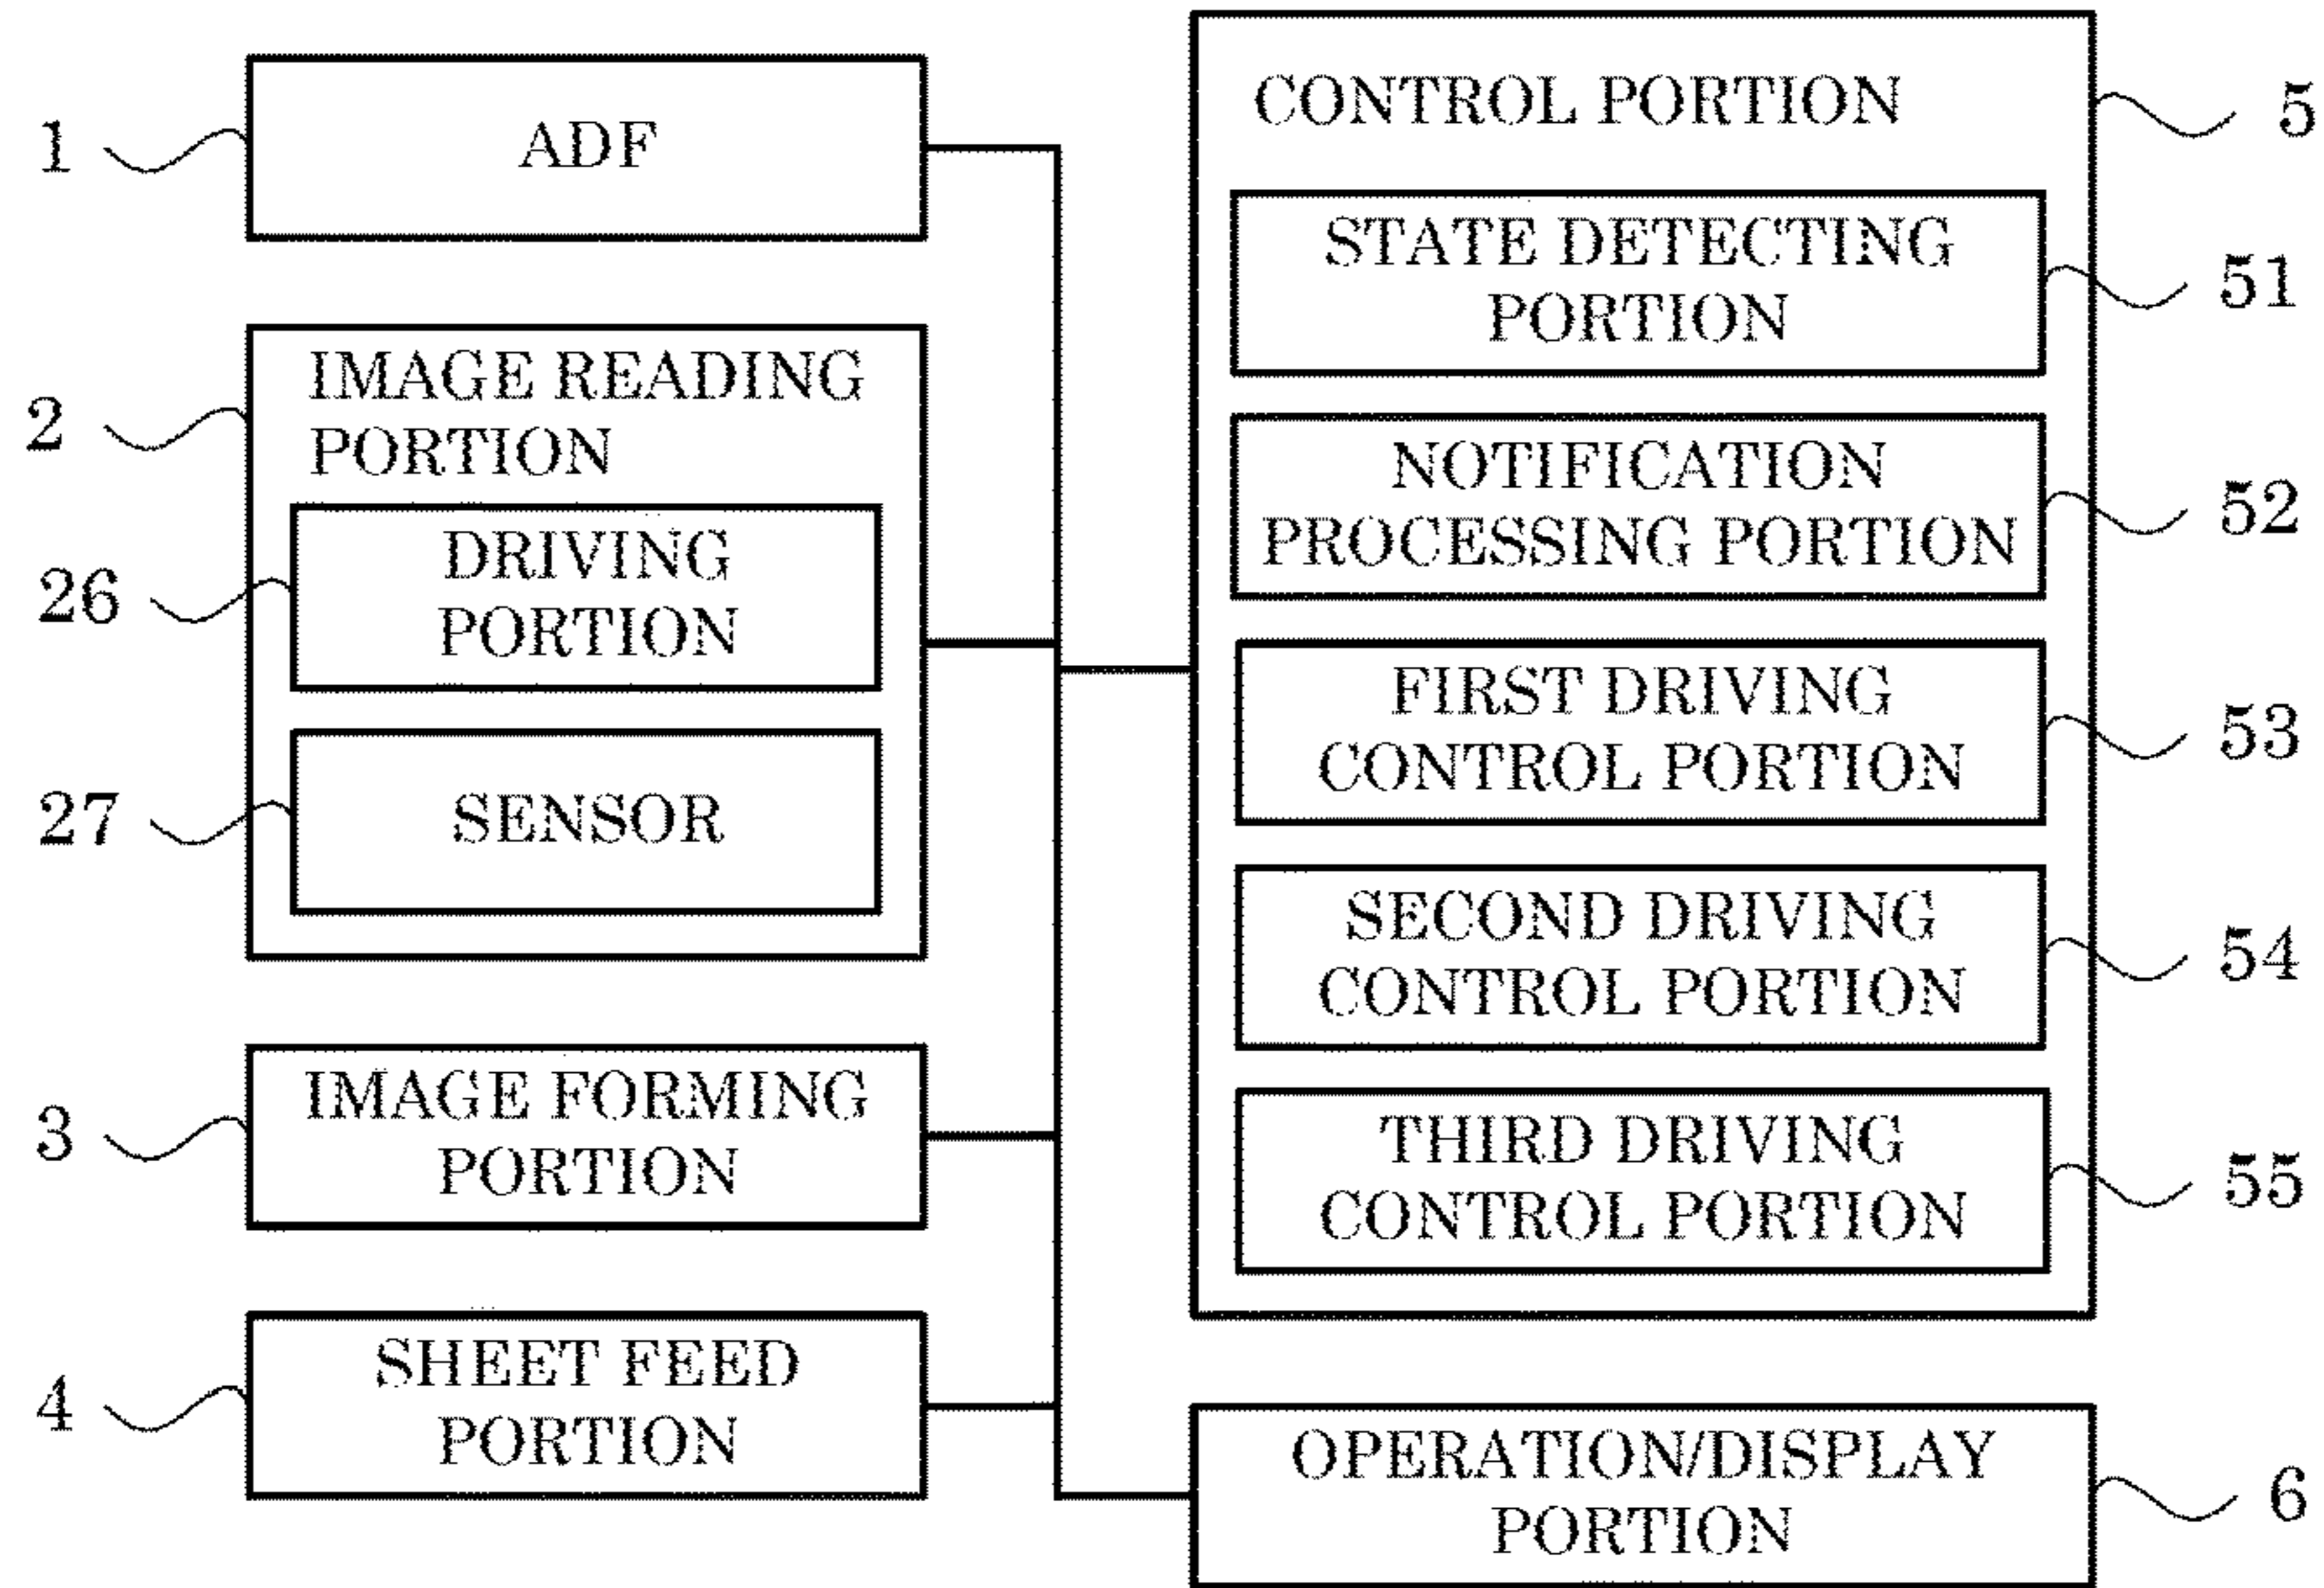 1
ADF
2
IMAGE READING
PORTION
26
DRIVING
PORTION
27
SENSOR
3
IMAGE FORMING
PORTION
4
SHEET FEED
PORTION
CONTROL PORTION
5
STATE DETECTING
PORTION
51
NOTIFICATION
PROCESSING PORTION
52
FIRST DRIVING
CONTROL PORTION
53
SECOND DRIVING
CONTROL PORTION
54
THIRD DRIVING
CONTROL PORTION
55
OPERATION/DISPLAY
PORTION
6